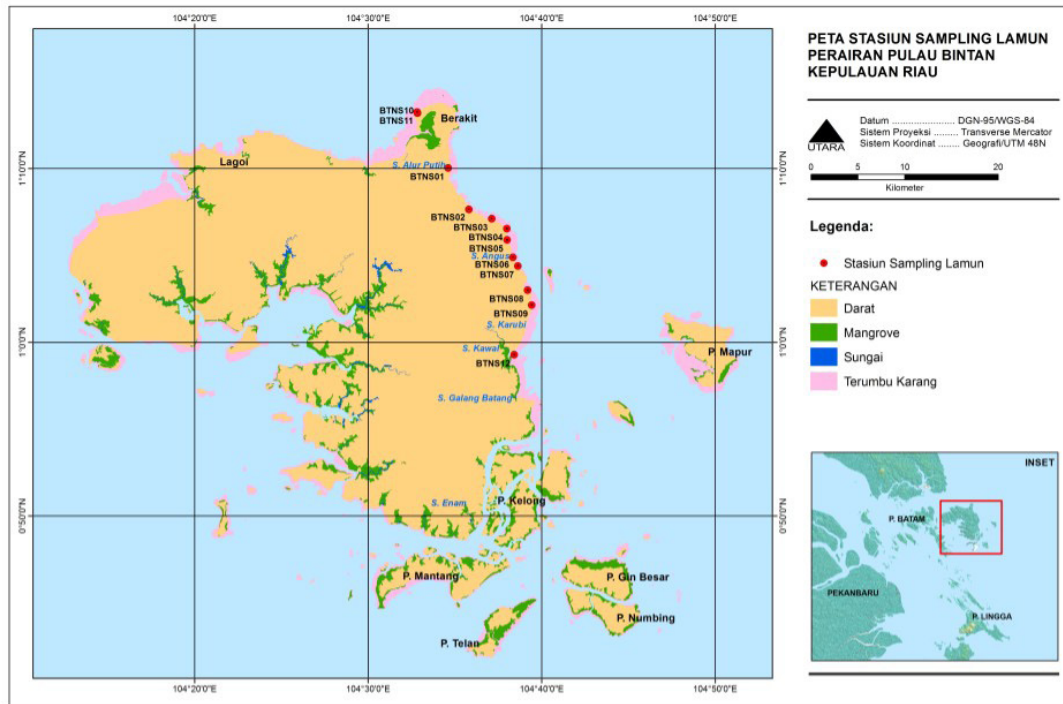 104°20'0"E 104°30'0"E 104°40'0"E 104°50'0"E
PETA STASIUN SAMPLING LAMUN
PERAIRAN PULAU BINTAN
KEPULAUAN RIAU
UTARA
Datum ...................... DGN-95/WGS-84
Sistem Proyeksi ......... Transverse Mercator
Sistem Koordinat ........ Geografi/UTM 48N
0 5 10 20
Kilometer
Legenda:
Stasiun Sampling Lamun
KETERANGAN
Darat
Mangrove
Sungai
Terumbu Karang
INSET
P. BATAM
PEKANBARU
P. LINGGA
BTNS10
BTNS11
Berakit
Lagoi
S. Alur Putih
1°10'0"N 1°10'0"N
BTNS01
BTNS02
BTNS03
BTNS04
BTNS05
S. Angus
BTNS06
BTNS07
BTNS08
BTNS09
S. Karubi
1°0'0"N 1°0'0"N
S. Kawal
P. Mapur
BTNS12
S. Galang Batang
S. Enam
P. Kelong
0°50'0"N 0°50'0"N
P. Mantang
P. Gin Besar
P. Numbing
P. Telan
104°20'0"E 104°30'0"E 104°40'0"E 104°50'0"E